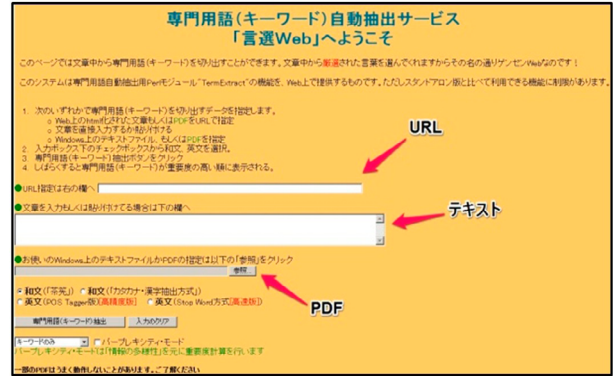 専門用語(キーワード)自動抽出サービス
「言選Web」へようこそ
このページでは文章中から専門用語(キーワード)を切り出すことができます。文章中から厳選された言葉を選んでくれますからその名の通りゲンセンWebなのです!
このシステムは専門用語自動抽出用Perlモジュール"TermExtract"の機能を、Web上で提供するものです。ただしスタンドアロン版と比べて利用できる機能に制限があります。
1. 次のいずれかで専門用語(キーワード)を切り出すデータを指定します。
○ Web上のhtml化された文章もしくはPDFをURLで指定
○ 文章を直接入力するか貼り付ける
○ Windows上のテキストファイル、もしくはPDFを指定
2. 入力ボックス下のチェックボックスから和文、英文を選択。
3. 専門用語(キーワード)抽出ボタンをクリック
4. しばらくすると専門用語(キーワード)が重要度の高い順に表示される。
URL
●URL指定は右の欄へ
●文章を入力もしくは貼り付けてる場合は下の欄へ
テキスト
●お使いのWindows上のテキストファイルかPDFの指定は以下の「参照」をクリック
参照...
和文(「茶筅」) 和文(「カタカナ・漢字抽出方式」)
英文(POS Tagger版)[高精度版] 英文(Stop Word方式[高速版])
PDF
専門用語(キーワード)抽出 入力のクリア
キーワードのみ パープレキシティ・モード
パープレキシティ・モードは「情報の多様性」を元に重要度計算を行います
一部のPDFはうまく動作しないことがあります。ご了解ください